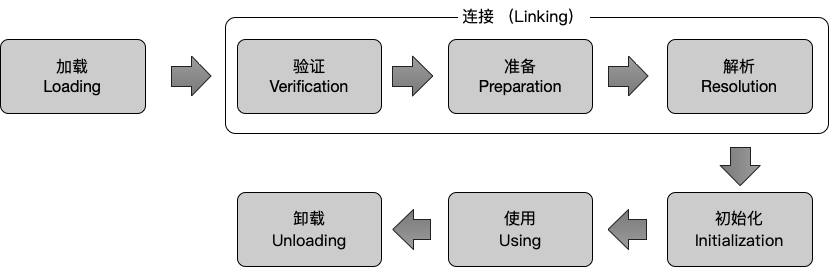 连接 （Linking）
加载
Loading
验证
Verification
准备
Preparation
解析
Resolution
初始化
Initialization
使用
Using
卸载
Unloading